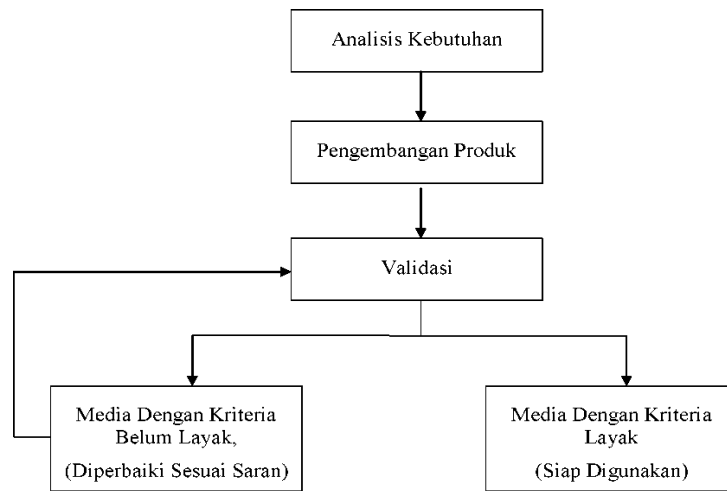 Analisis Kebutuhan
Pengembangan Produk
Validasi
Media Dengan Kriteria
Belum Layak,
(Diperbaiki Sesuai Saran)
Media Dengan Kriteria
Layak
(Siap Digunakan)